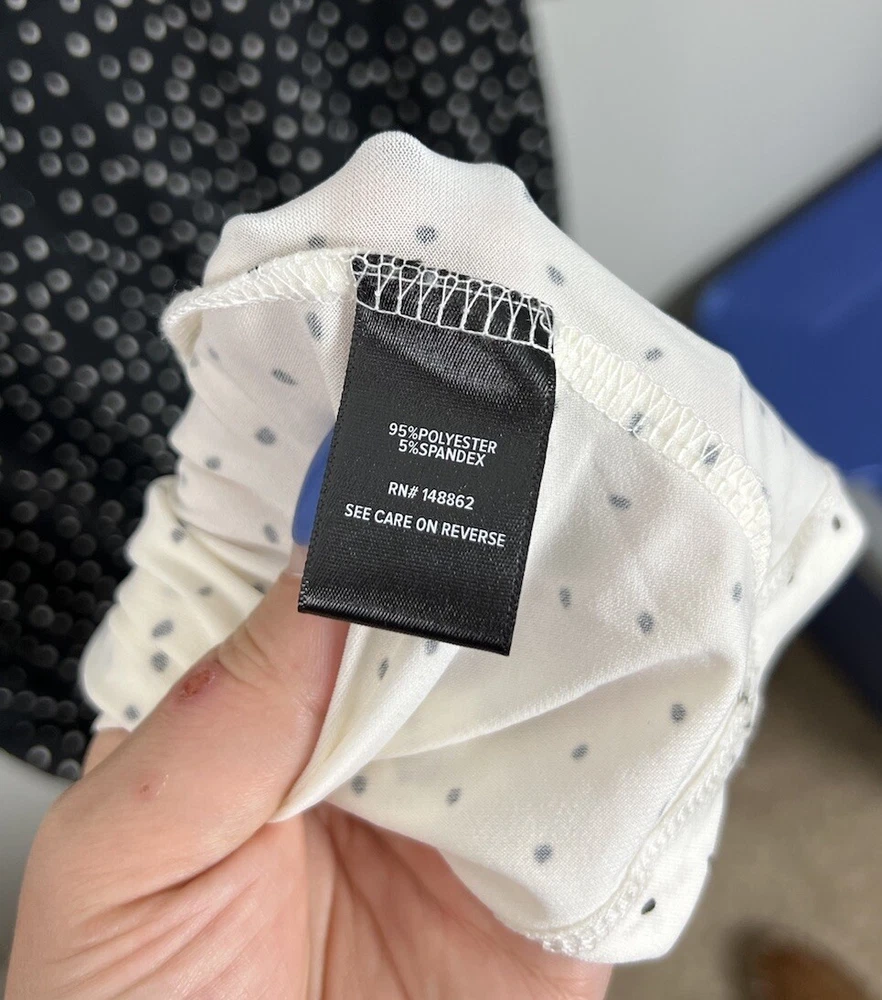 95%POLYESTER
5%SPANDEX
RN# 148862
SEE CARE ON REVERSE